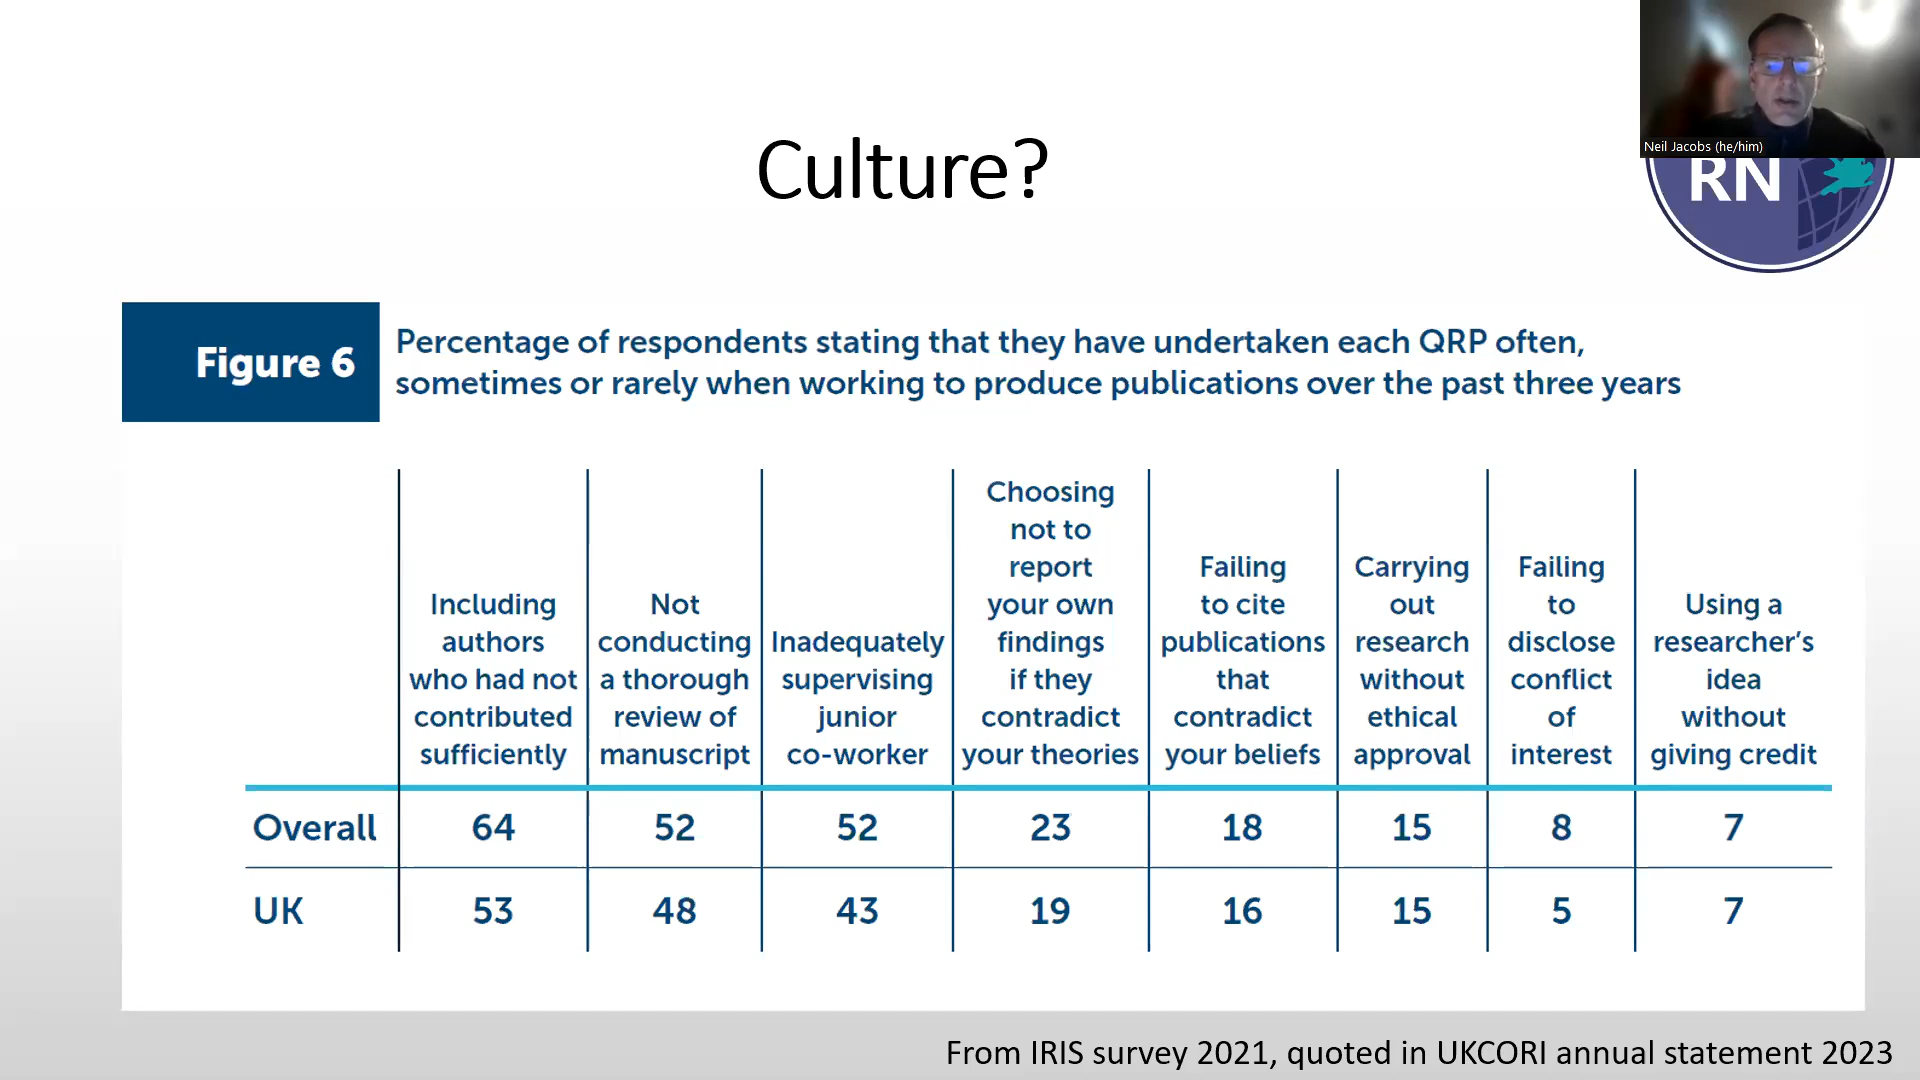 Neil Jacobs (he/him)
RN
Culture?
Figure 6
Percentage of respondents stating that they have undertaken each QRP often,
sometimes or rarely when working to produce publications over the past three years
Including
authors
who had not
contributed
sufficiently
Not
conducting
a thorough
review of
manuscript
Inadequately
supervising
junior
co-worker
Choosing
not to
report
your own
findings
if they
contradict
your theories
Failing
to cite
publications
that
contradict
your beliefs
Carrying
out
research
without
ethical
approval
Failing
to
disclose
conflict
of
interest
Using a
researcher's
idea
without
giving credit
Overall 64 52 52 23 18 15 8 7
UK 53 48 43 19 16 15 5 7
From IRIS survey 2021, quoted in UKCORI annual statement 2023